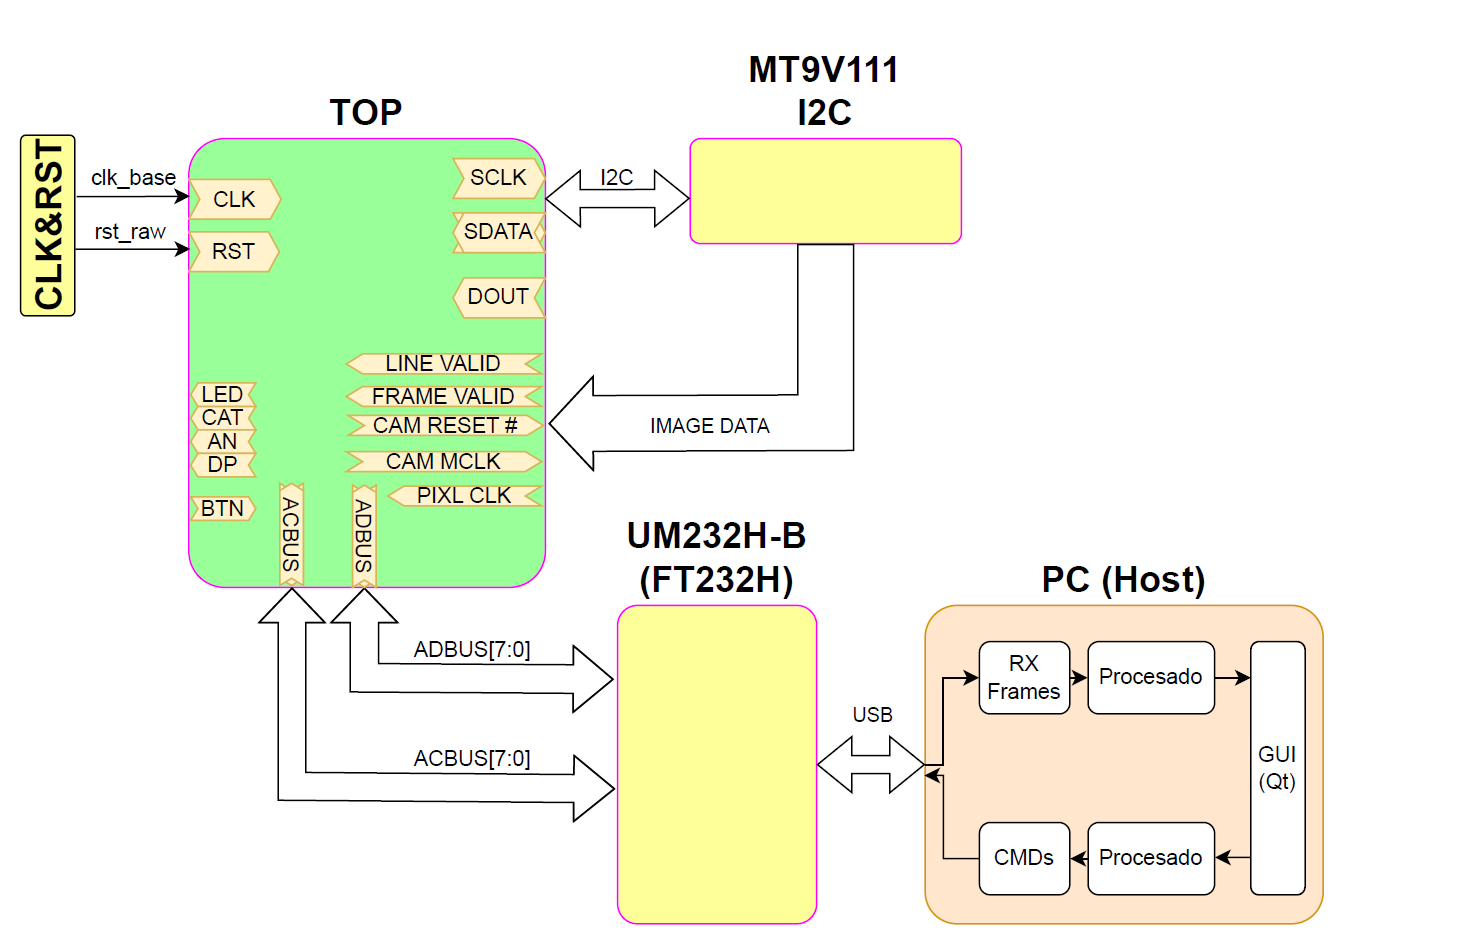 MT9V111
I2C
TOP
CLK&RST
clk_base
rst_raw
CLK
RST
SCLK
SDATA
DOUT
I2C
LINE VALID
FRAME VALID
CAM RESET #
CAM MCLK
PIXL CLK
IMAGE DATA
LED
CAT
AN
DP
BTN
ACBUS
ADBUS
UM232H-B
(FT232H)
PC (Host)
ADBUS[7:0]
ACBUS[7:0]
USB
RX
Frames
Procesado
GUI
(Qt)
CMDs
Procesado